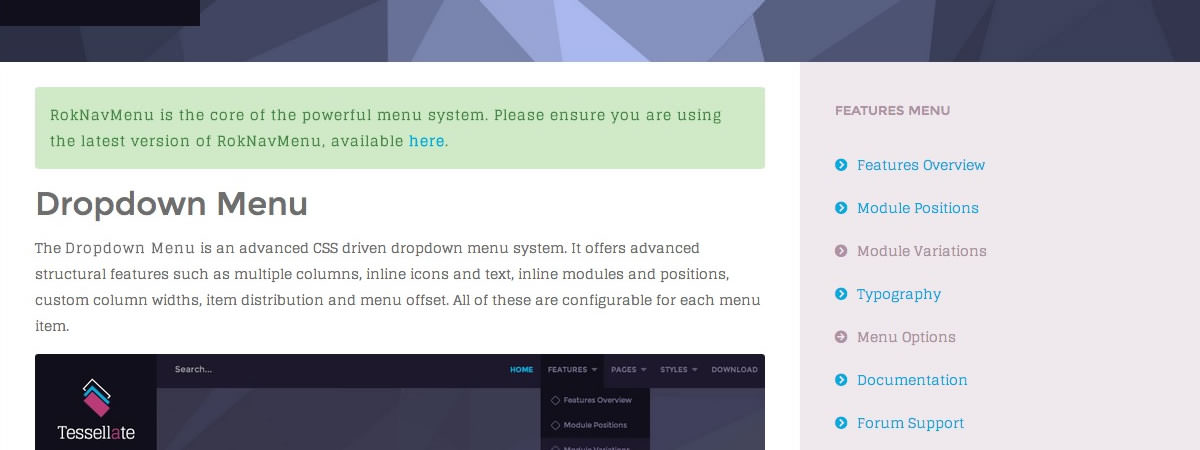 RokNavMenu is the core of the powerful menu system. Please ensure you are using
the latest version of RokNavMenu, available here.
Dropdown Menu
The Dropdown Menu is an advanced CSS driven dropdown menu system. It offers advanced
structural features such as multiple columns, inline icons and text, inline modules and positions,
custom column widths, item distribution and menu offset. All of these are configurable for each menu
item.
Search...
HOME
FEATURES
PAGES
STYLES
DOWNLOAD
Tessellate
Features Overview
Module Positions
Module Variations
FEATURES MENU
Features Overview
Module Positions
Module Variations
Typography
Menu Options
Documentation
Forum Support